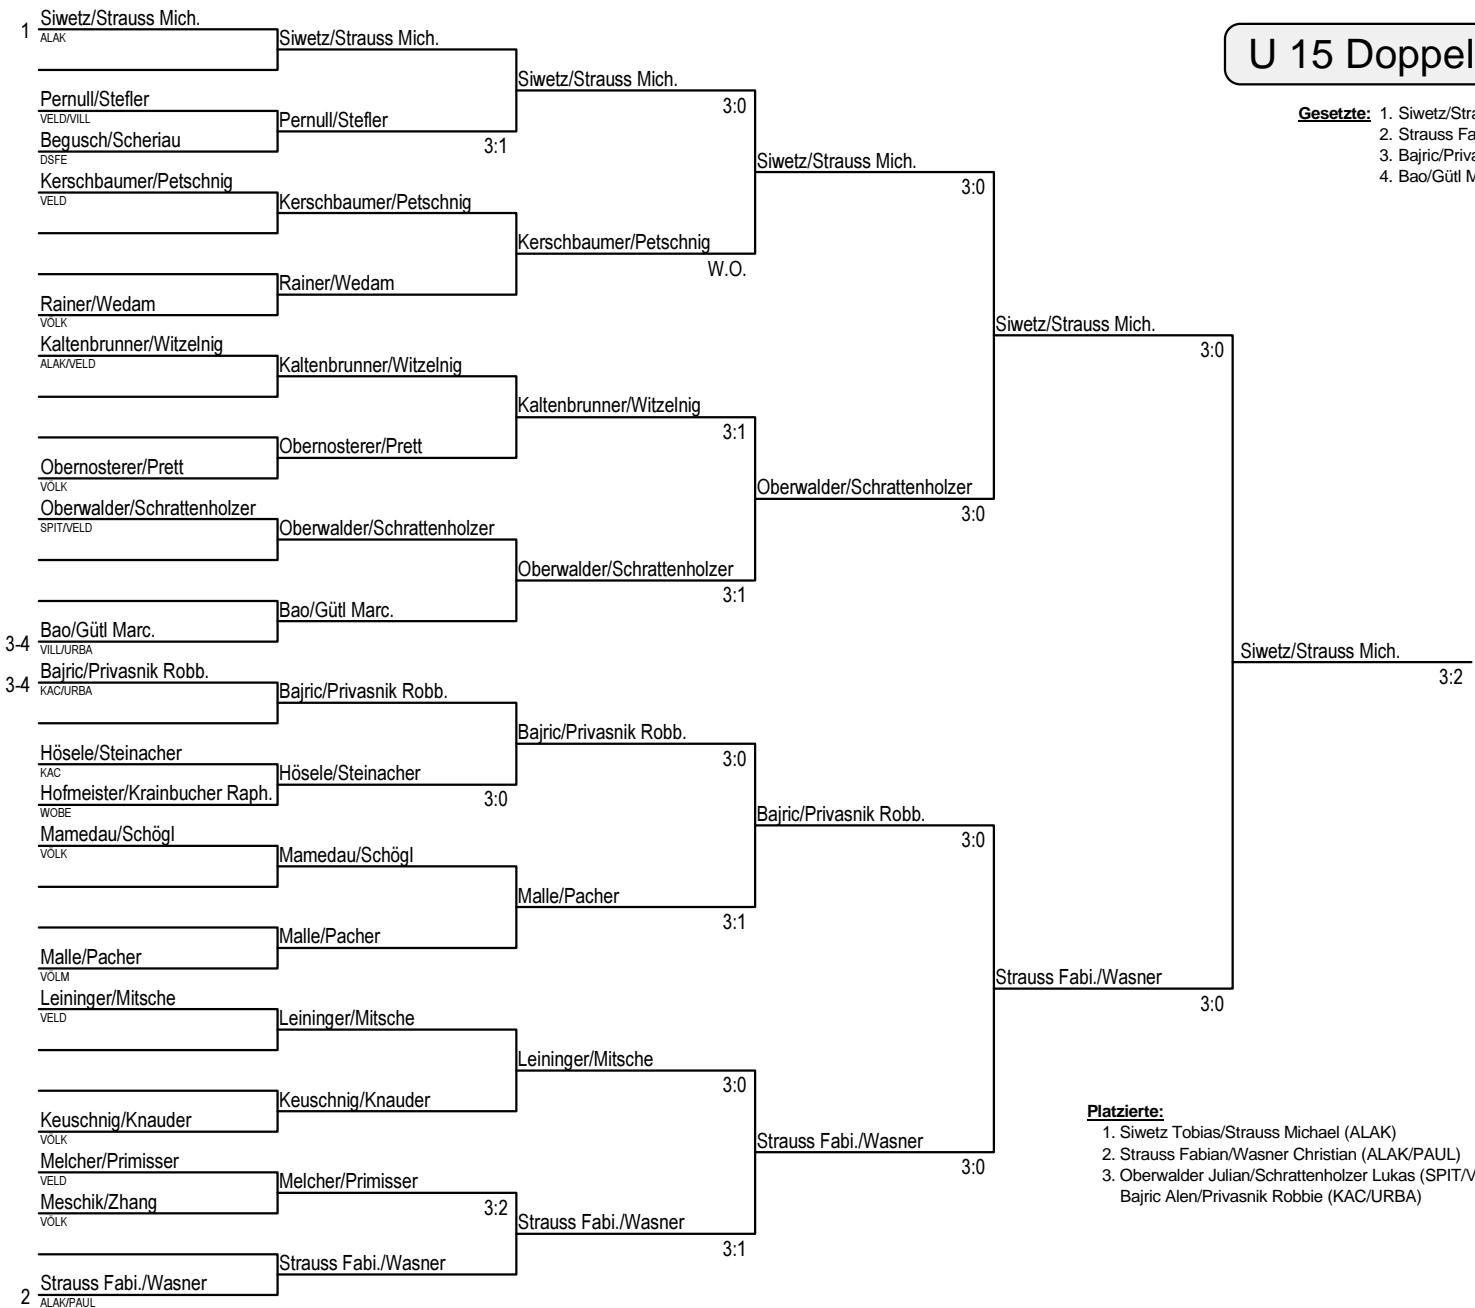 U 15 Doppel
Gesetzte: 1. Siwetz/Stra
2. Strauss Fa
3. Bajric/Priva
4. Bao/Gütl M
1
Siwetz/Strauss Mich.
ALAK
Pernull/Stefler
VELD/VILL
Begusch/Scheriau
DSFE
Kerschbaumer/Petschnig
VELD
Rainer/Wedam
VÖLK
Kaltenbrunner/Witzelnig
ALAK/VELD
Obernosterer/Prett
VÖLK
Oberwalder/Schrattenholzer
SPIT/VELD
3-4
Bao/Gütl Marc.
VILL/URBA
3-4
Bajric/Privasnik Robb.
KAC/URBA
Hösele/Steinacher
KAC
Hofmeister/Krainbucher Raph.
WOBE
Mamedau/Schögl
VÖLK
Malle/Pacher
VÖLM
Leininger/Mitsche
VELD
Keuschnig/Knauder
VÖLK
Melcher/Primisser
VELD
Meschik/Zhang
VÖLK
2
Strauss Fabi./Wasner
ALAK/PAUL
Siwetz/Strauss Mich.
Pernull/Stefler
3:1
Kerschbaumer/Petschnig
Rainer/Wedam
Kaltenbrunner/Witzelnig
Obernosterer/Prett
Oberwalder/Schrattenholzer
Bao/Gütl Marc.
Bajric/Privasnik Robb.
Hösele/Steinacher
3:0
Mamedau/Schögl
Malle/Pacher
Leininger/Mitsche
Keuschnig/Knauder
Melcher/Primisser
3:2
Strauss Fabi./Wasner
Siwetz/Strauss Mich.
3:0
Kerschbaumer/Petschnig
W.O.
Kaltenbrunner/Witzelnig
3:1
Oberwalder/Schrattenholzer
3:1
Bajric/Privasnik Robb.
3:0
Malle/Pacher
3:1
Leininger/Mitsche
3:0
Strauss Fabi./Wasner
3:1
Siwetz/Strauss Mich.
3:0
Oberwalder/Schrattenholzer
3:0
Bajric/Privasnik Robb.
3:0
Strauss Fabi./Wasner
3:0
Siwetz/Strauss Mich.
3:0
Strauss Fabi./Wasner
3:0
Siwetz/Strauss Mich.
3:2
Platzierte:
1. Siwetz Tobias/Strauss Michael (ALAK)
2. Strauss Fabian/Wasner Christian (ALAK/PAUL)
3. Oberwalder Julian/Schrattenholzer Lukas (SPIT/V
Bajric Alen/Privasnik Robbie (KAC/URBA)